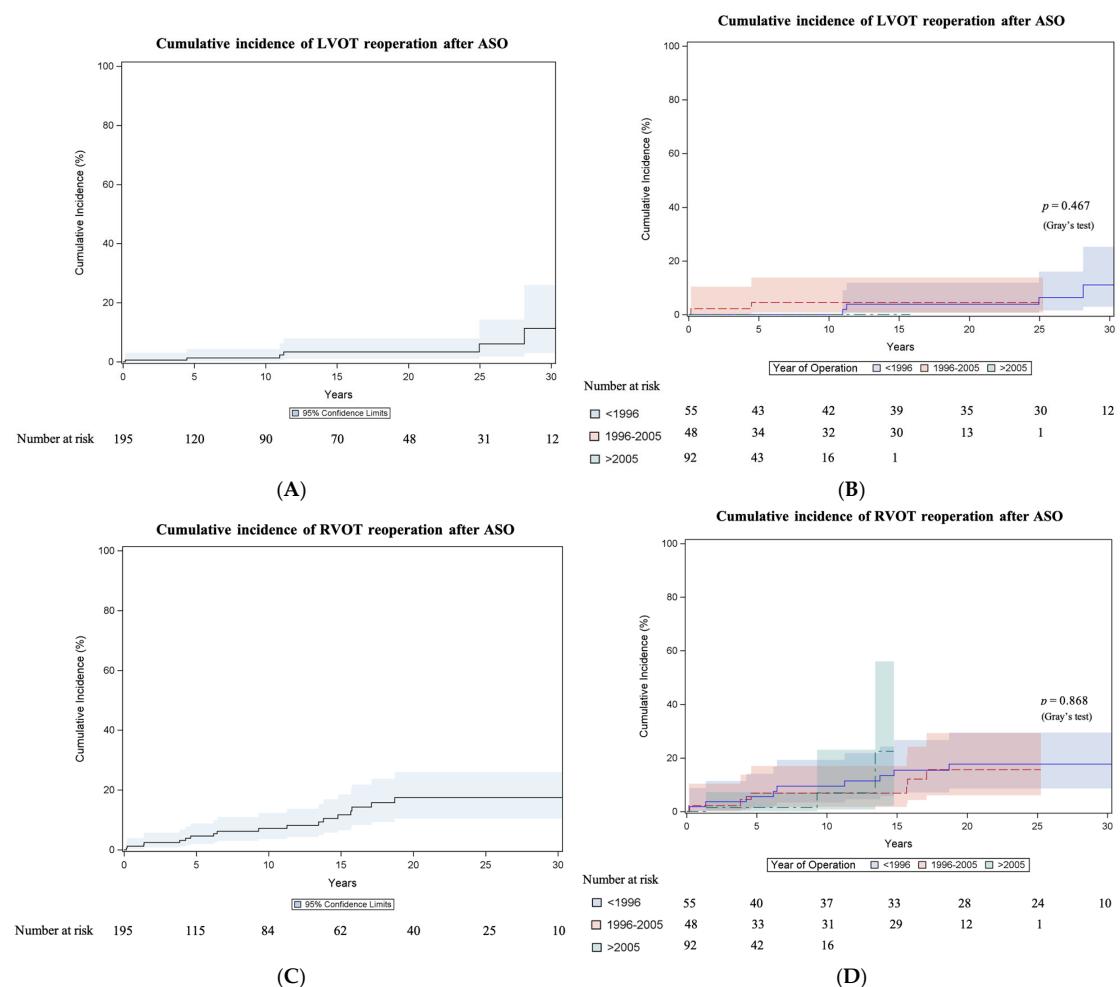 Cumulative incidence of LVOT reoperation after ASO
Cumulative Incidence (%)
100
80
60
40
20
0
0 5 10 15 20 25 30
Years
95% Confidence Limits
Number at risk 195 120 90 70 48 31 12
(A)
Cumulative incidence of LVOT reoperation after ASO
Cumulative Incidence (%)
100
80
60
40
20
0
p = 0.467
(Gray's test)
0 5 10 15 20 25 30
Years
Year of Operation <1996 1996-2005 >2005
Number at risk
<1996 55 43 42 39 35 30 12
1996-2005 48 34 32 30 13 1
>2005 92 43 16 1
(B)
Cumulative incidence of RVOT reoperation after ASO
Cumulative Incidence (%)
100
80
60
40
20
0
0 5 10 15 20 25 30
Years
95% Confidence Limits
Number at risk 195 115 84 62 40 25 10
(C)
Cumulative incidence of RVOT reoperation after ASO
Cumulative Incidence (%)
100
80
60
40
20
0
p = 0.868
(Gray's test)
0 5 10 15 20 25 30
Years
Year of Operation <1996 1996-2005 >2005
Number at risk
<1996 55 40 37 33 28 24 10
1996-2005 48 33 31 29 12 1
>2005 92 42 16
(D)